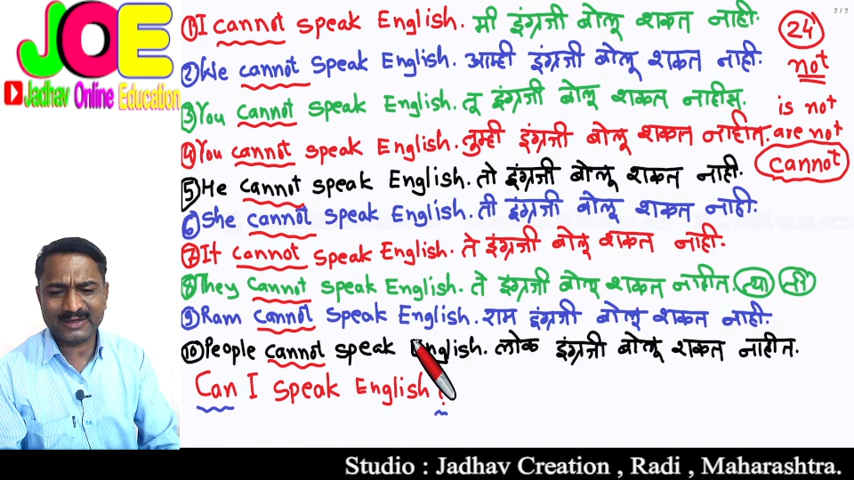 JOE
Jadhav Online Education
2/2
① I cannot speak English. मी इंग्रजी बोलू शकत नाही.
② We cannot speak English. आम्ही इंग्रजी बोलू शकत नाही.
③ You cannot speak English. तू इंग्रजी बोलू शकत नाहीस.
④ You cannot speak English. तुम्ही इंग्रजी बोलू शकत नाहीत.
⑤ He cannot speak English. तो इंग्रजी बोलू शकत नाही.
⑥ She cannot speak English. ती इंग्रजी बोलू शकत नाही.
⑦ It cannot speak English. ते इंग्रजी बोलू शकत नाही.
⑧ They cannot speak English. ते इंग्रजी बोलू शकत नाहीत. त्या ती
⑨ Ram cannot speak English. राम इंग्रजी बोलू शकत नाही.
⑩ People cannot speak English. लोक इंग्रजी बोलू शकत नाहीत.
Can I speak English?
24
not
is not
are not
cannot
Studio : Jadhav Creation , Radi , Maharashtra.